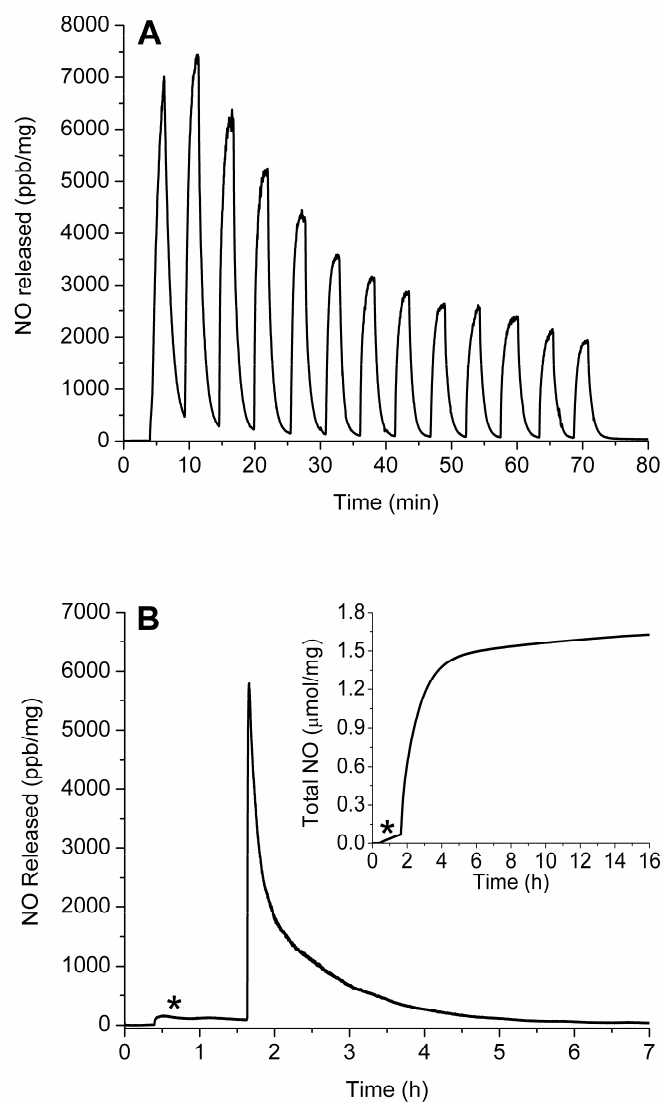 A
8000
7000
6000
5000
4000
3000
2000
1000
0
NO released (ppb/mg)
0 10 20 30 40 50 60 70 80
Time (min)
B
7000
6000
5000
4000
3000
2000
1000
0
NO Released (ppb/mg)
*
0 1 2 3 4 5 6 7
Time (h)
1.8
1.5
1.2
0.9
0.6
0.3
0.0
Total NO (μmol/mg)
*
0 2 4 6 8 10 12 14 16
Time (h)